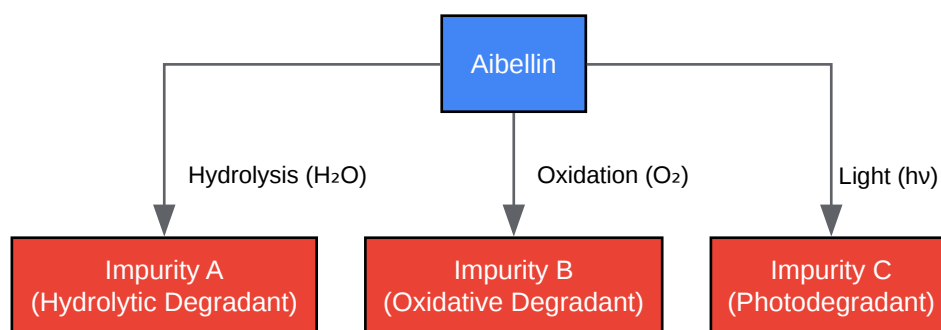 Aibellin
Hydrolysis (H₂O)
Oxidation (O₂)
Light (hν)
Impurity A
(Hydrolytic Degradant)
Impurity B
(Oxidative Degradant)
Impurity C
(Photodegradant)